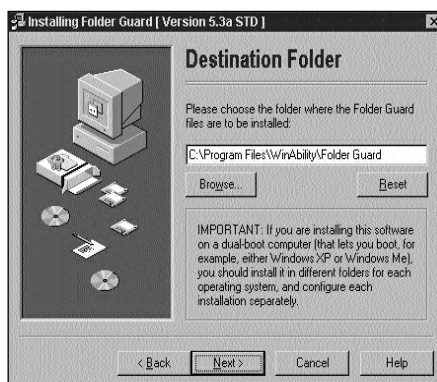 Installing Folder Guard [ Version 5.3a STD ]
Destination Folder
Please choose the folder where the Folder Guard
files are to be installed:
C:\Program Files\WinAbility\Folder Guard
Browse...
Reset
IMPORTANT: If you are installing this software
on a dual-boot computer (that lets you boot, for
example, either Windows XP or Windows Me),
you should install it in different folders for each
operating system, and configure each
installation separately.
< Back
Next >
Cancel
Help